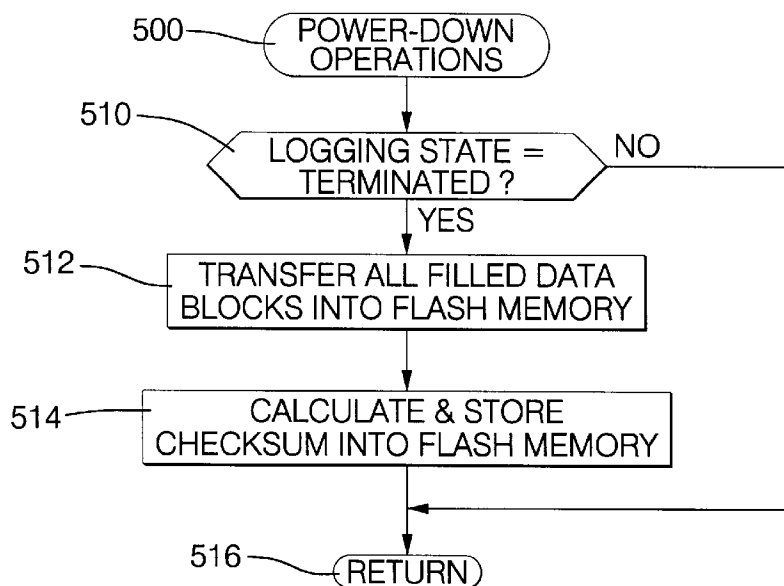 500
POWER-DOWN
OPERATIONS
510
LOGGING STATE =
TERMINATED ?
NO
YES
512
TRANSFER ALL FILLED DATA
BLOCKS INTO FLASH MEMORY
514
CALCULATE & STORE
CHECKSUM INTO FLASH MEMORY
516
RETURN